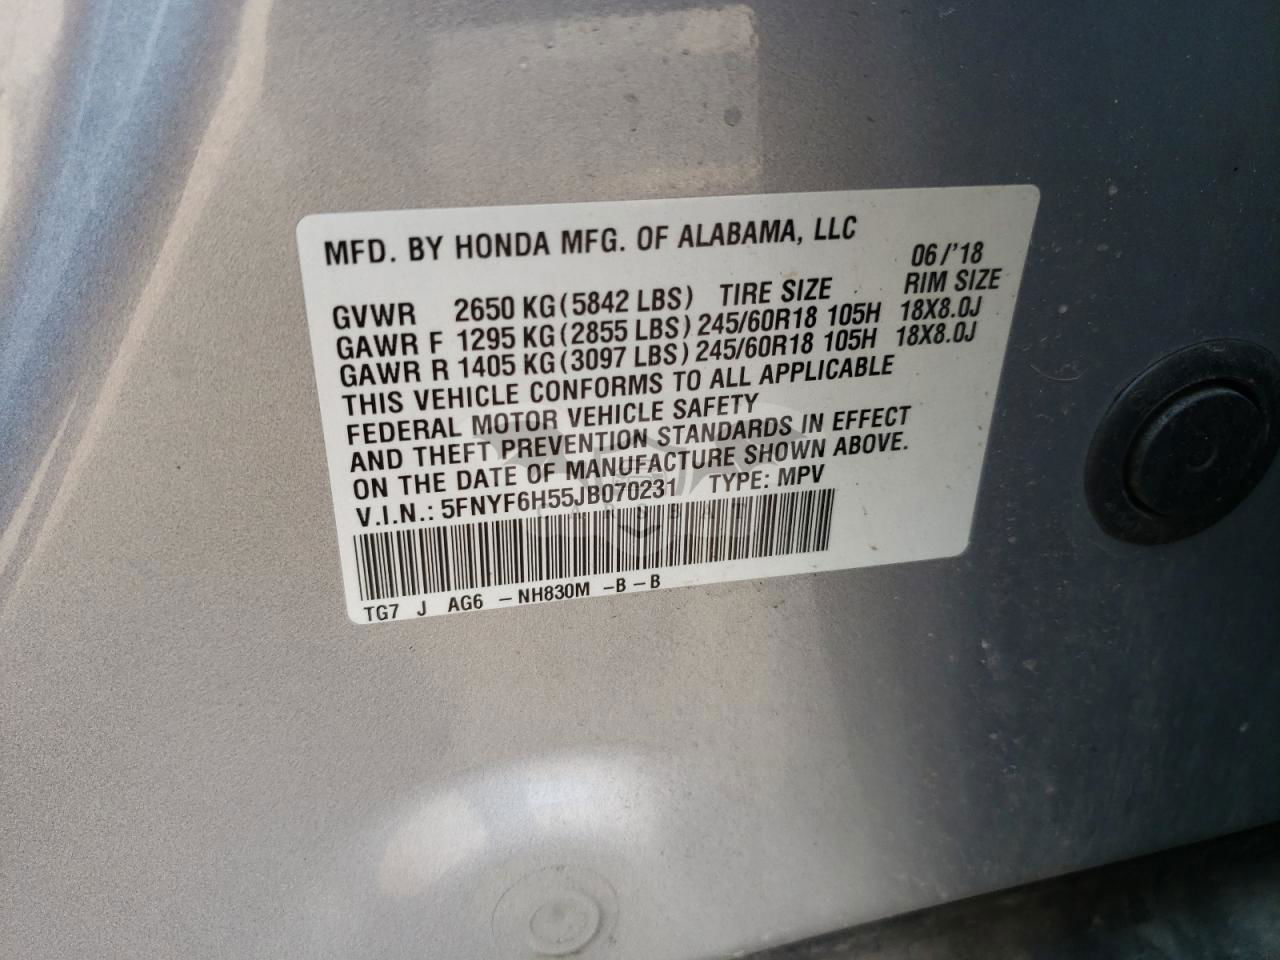 MFD. BY HONDA MFG. OF ALABAMA, LLC
06/'18
GVWR 2650 KG(5842 LBS) TIRE SIZE RIM SIZE
GAWR F 1295 KG(2855 LBS) 245/60R18 105H 18X8.0J
GAWR R 1405 KG(3097 LBS) 245/60R18 105H 18X8.0J
THIS VEHICLE CONFORMS TO ALL APPLICABLE
FEDERAL MOTOR VEHICLE SAFETY
AND THEFT PREVENTION STANDARDS IN EFFECT
ON THE DATE OF MANUFACTURE SHOWN ABOVE.
V.I.N.: 5FNYF6H55JB070231 TYPE: MPV
TG7 J AG6 – NH830M –B – B